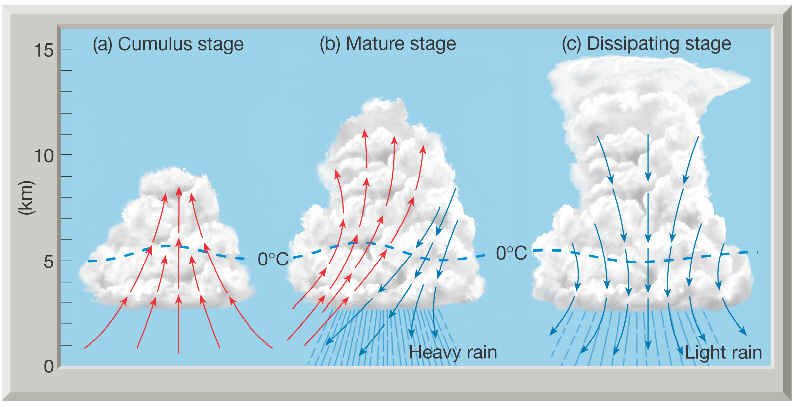 (a) Cumulus stage
(b) Mature stage
(c) Dissipating stage
15
10
(km)
5
0
0°C
0°C
Heavy rain
Light rain